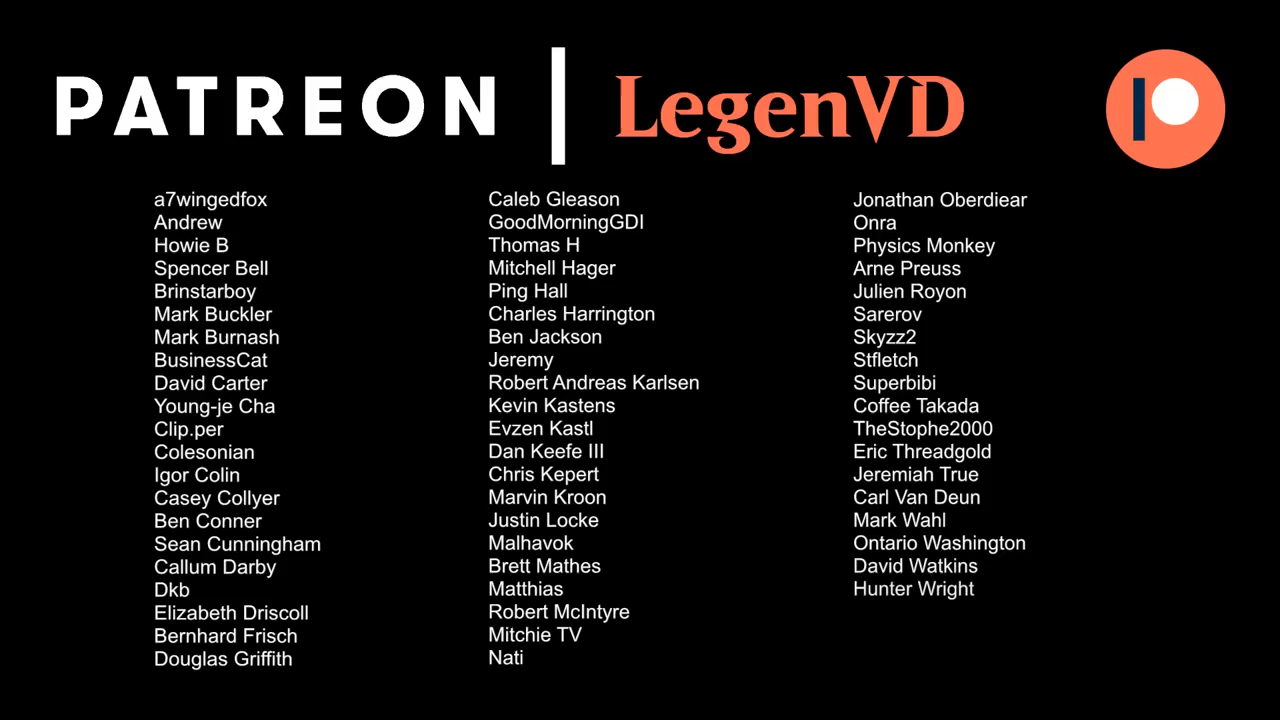 PATREON | LegenVD
a7wingedfox
Andrew
Howie B
Spencer Bell
Brinstarboy
Mark Buckler
Mark Burnash
BusinessCat
David Carter
Young-je Cha
Clip.per
Colesonian
Igor Colin
Casey Collyer
Ben Conner
Sean Cunningham
Callum Darby
Dkb
Elizabeth Driscoll
Bernhard Frisch
Douglas Griffith
Caleb Gleason
GoodMorningGDI
Thomas H
Mitchell Hager
Ping Hall
Charles Harrington
Ben Jackson
Jeremy
Robert Andreas Karlsen
Kevin Kastens
Evzen Kastl
Dan Keefe III
Chris Kepert
Marvin Kroon
Justin Locke
Malhavok
Brett Mathes
Matthias
Robert McIntyre
Mitchie TV
Nati
Jonathan Oberdiear
Onra
Physics Monkey
Arne Preuss
Julien Royon
Sarerov
Skyzz2
Stfletch
Superbibi
Coffee Takada
TheStophe2000
Eric Threadgold
Jeremiah True
Carl Van Deun
Mark Wahl
Ontario Washington
David Watkins
Hunter Wright